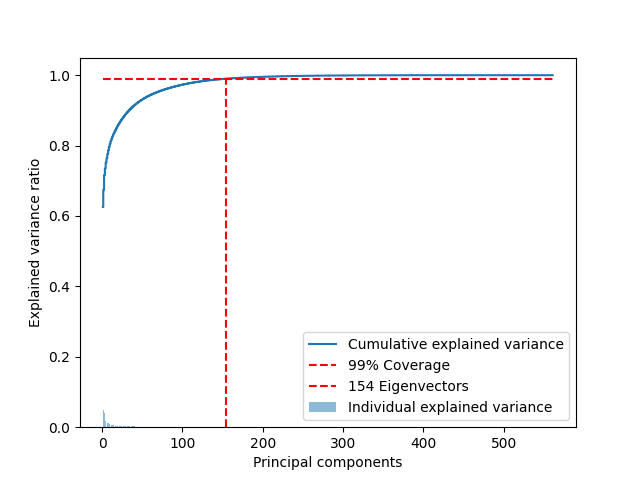 1.0
0.8
0.6
0.4
0.2
0.0
Explained variance ratio
0 100 200 300 400 500
Principal components
Cumulative explained variance
99% Coverage
154 Eigenvectors
Individual explained variance